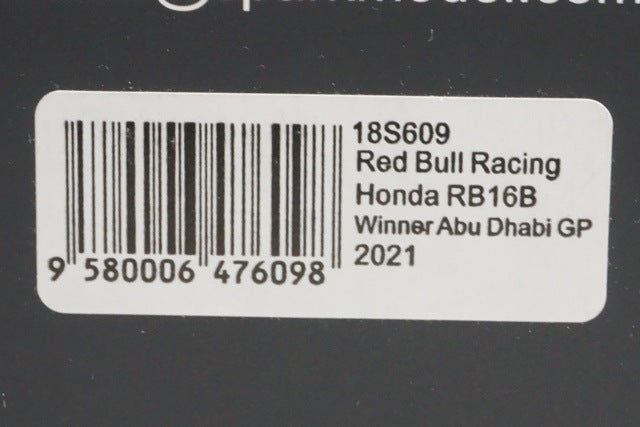 18S609
Red Bull Racing
Honda RB16B
Winner Abu Dhabi GP
2021
9 580006 476098